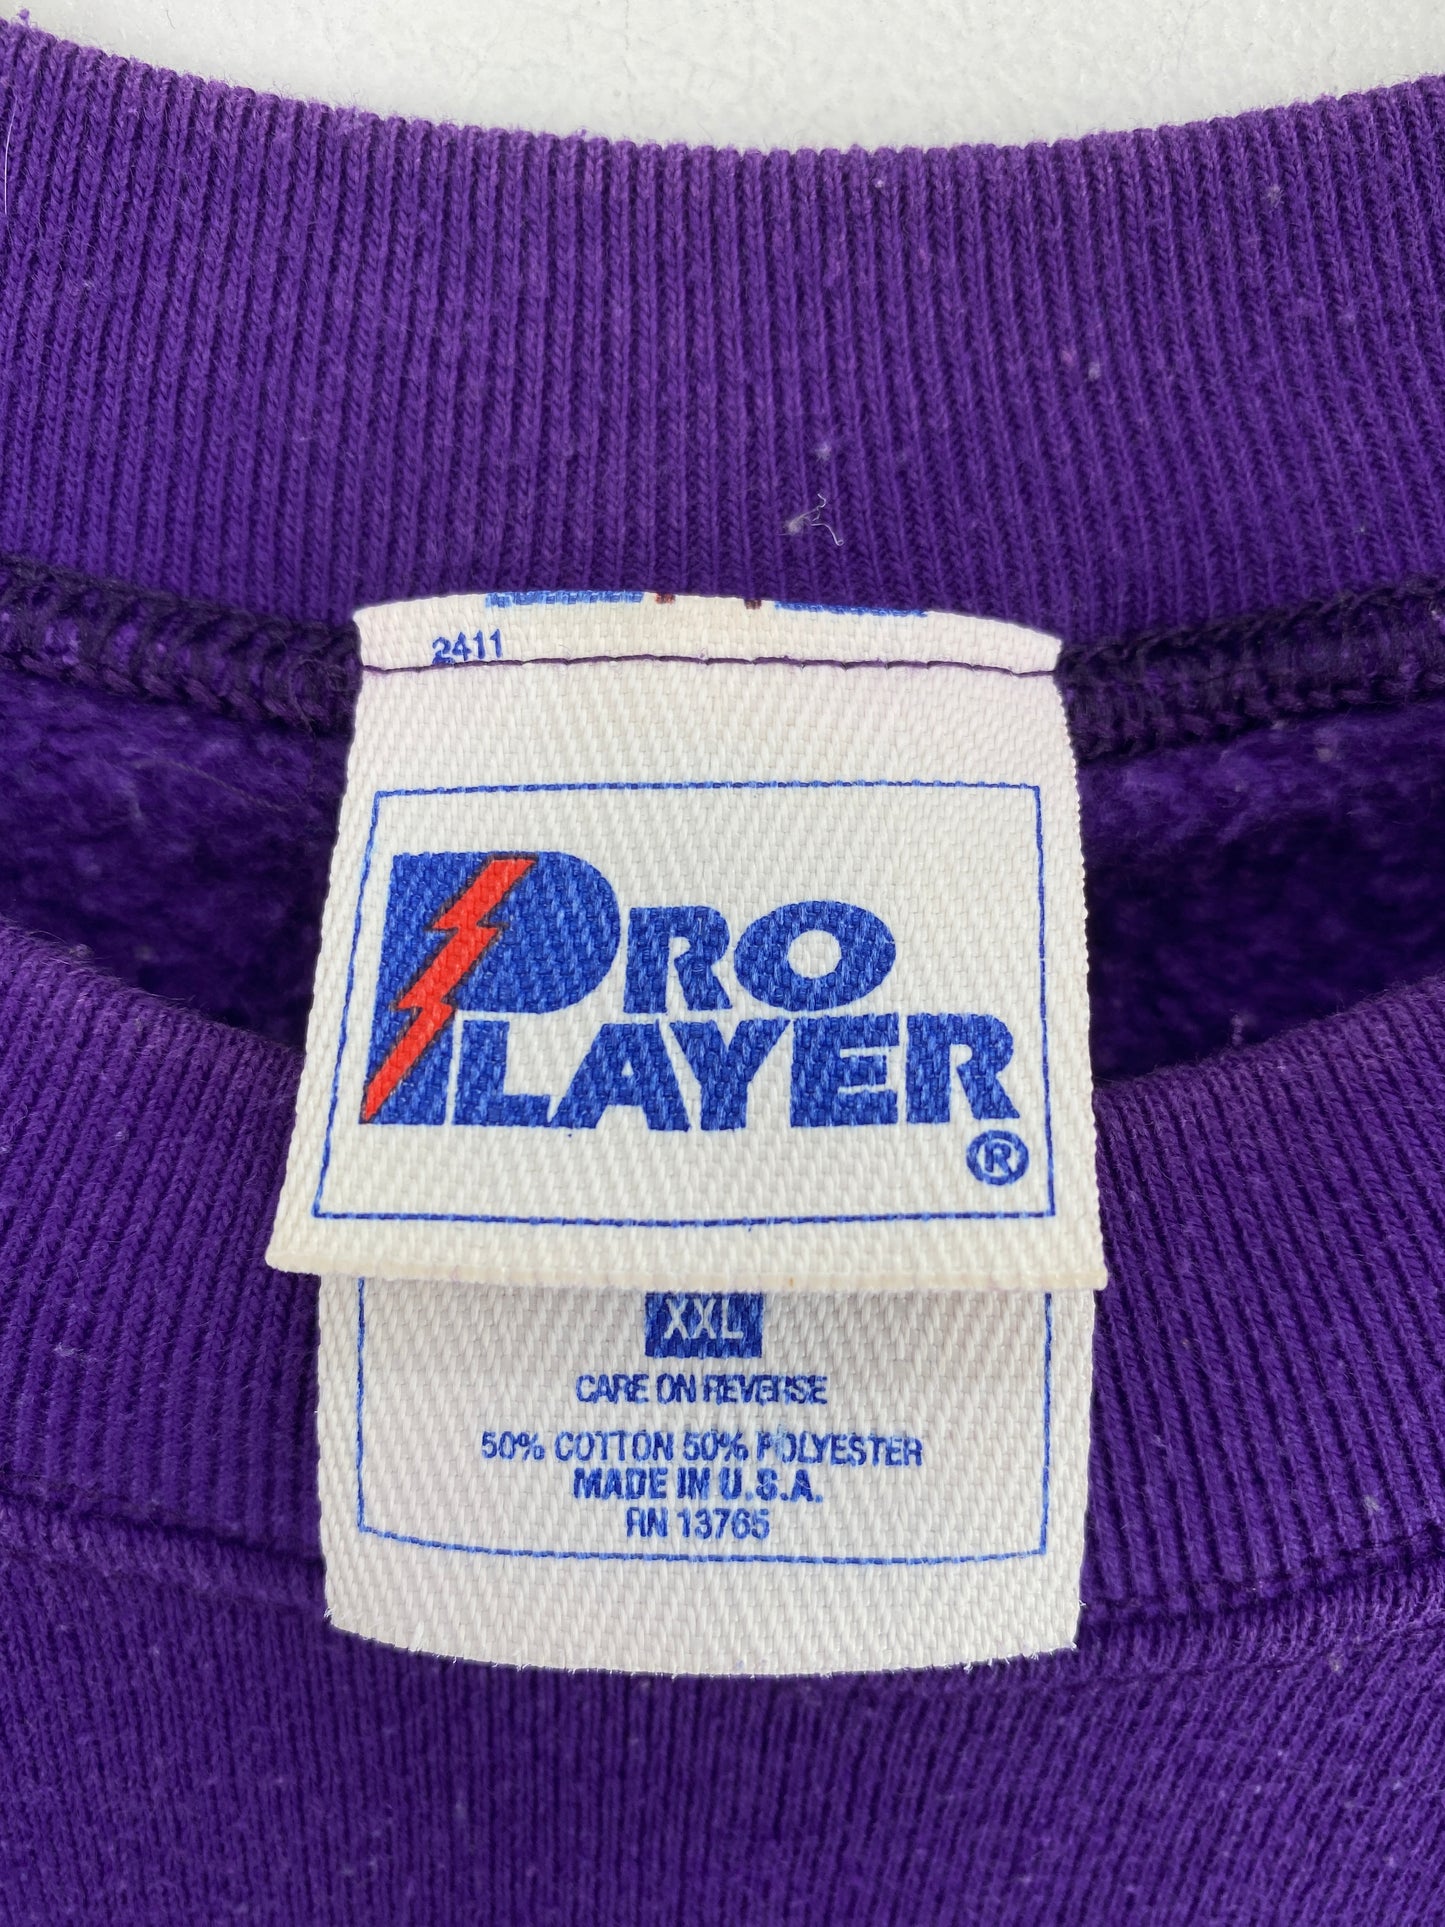 2411
PRO
PLAYER
®
XXL
CARE ON REVERSE
50% COTTON 50% POLYESTER
MADE IN U.S.A.
RN 13765